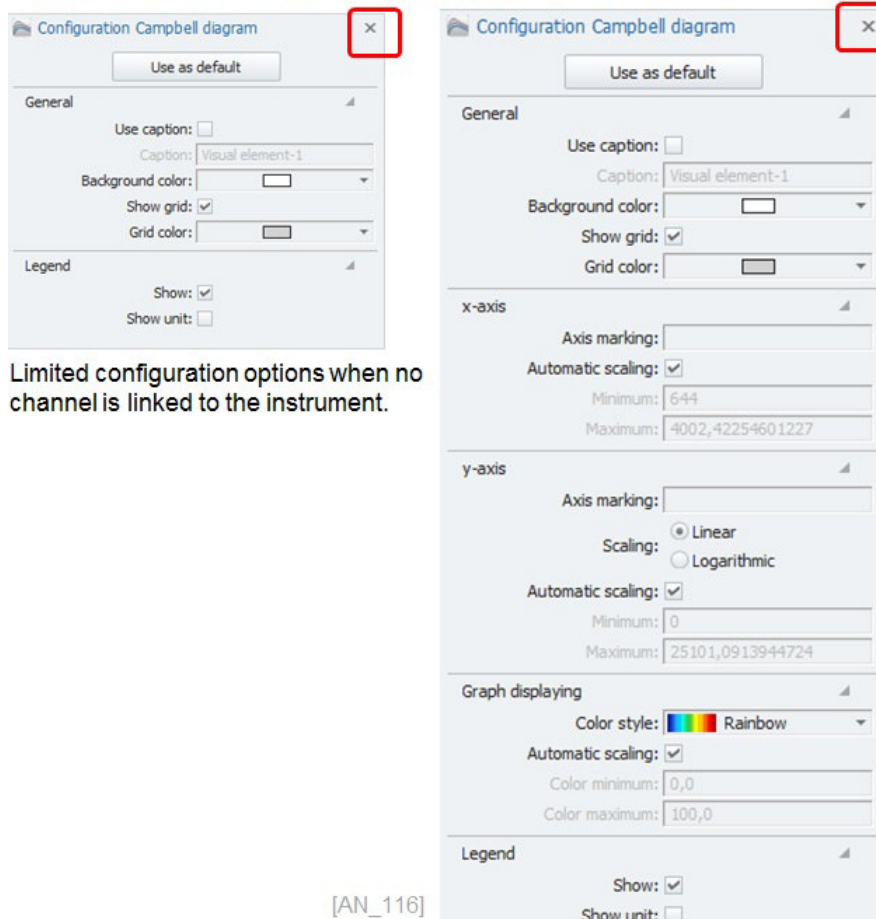 Configuration Campbell diagram
Use as default
General
Use caption:
Caption: Visual element-1
Background color:
Show grid:
Grid color:
Legend
Show:
Show unit:
Limited configuration options when no
channel is linked to the instrument.
[AN_116]
Configuration Campbell diagram
Use as default
General
Use caption:
Caption: Visual element-1
Background color:
Show grid:
Grid color:
x-axis
Axis marking:
Automatic scaling:
Minimum: 644
Maximum: 4002,42254601227
y-axis
Axis marking:
Scaling:
Linear
Logarithmic
Automatic scaling:
Minimum: 0
Maximum: 25101,0913944724
Graph displaying
Color style: Rainbow
Automatic scaling:
Color minimum: 0,0
Color maximum: 100,0
Legend
Show:
Show unit: